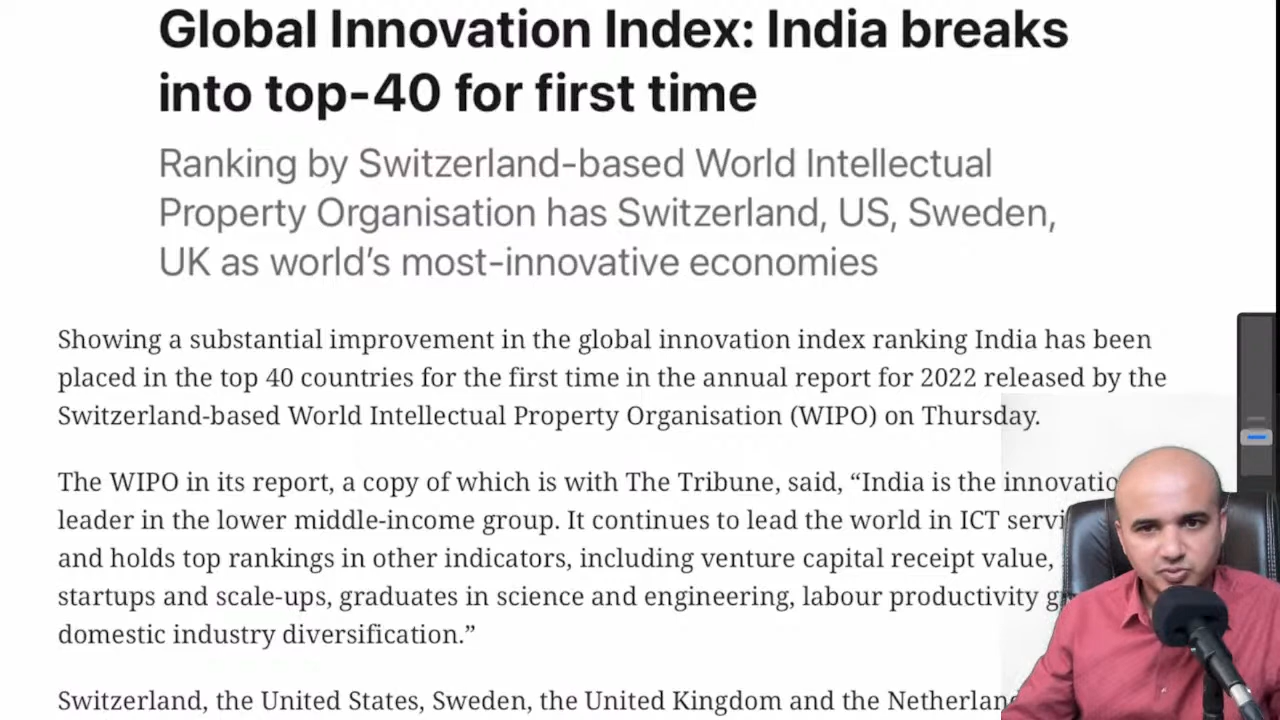 Global Innovation Index: India breaks
into top-40 for first time
Ranking by Switzerland-based World Intellectual
Property Organisation has Switzerland, US, Sweden,
UK as world's most-innovative economies
Showing a substantial improvement in the global innovation index ranking India has been
placed in the top 40 countries for the first time in the annual report for 2022 released by the
Switzerland-based World Intellectual Property Organisation (WIPO) on Thursday.
The WIPO in its report, a copy of which is with The Tribune, said, “India is the
leader in the lower middle-income group. It continues to lead the world in ICT
and holds top rankings in other indicators, including venture capital receipt value,
startups and scale-ups, graduates in science and engineering, labour productivity
domestic industry diversification.”
Switzerland, the United States, Sweden, the United Kingdom and the